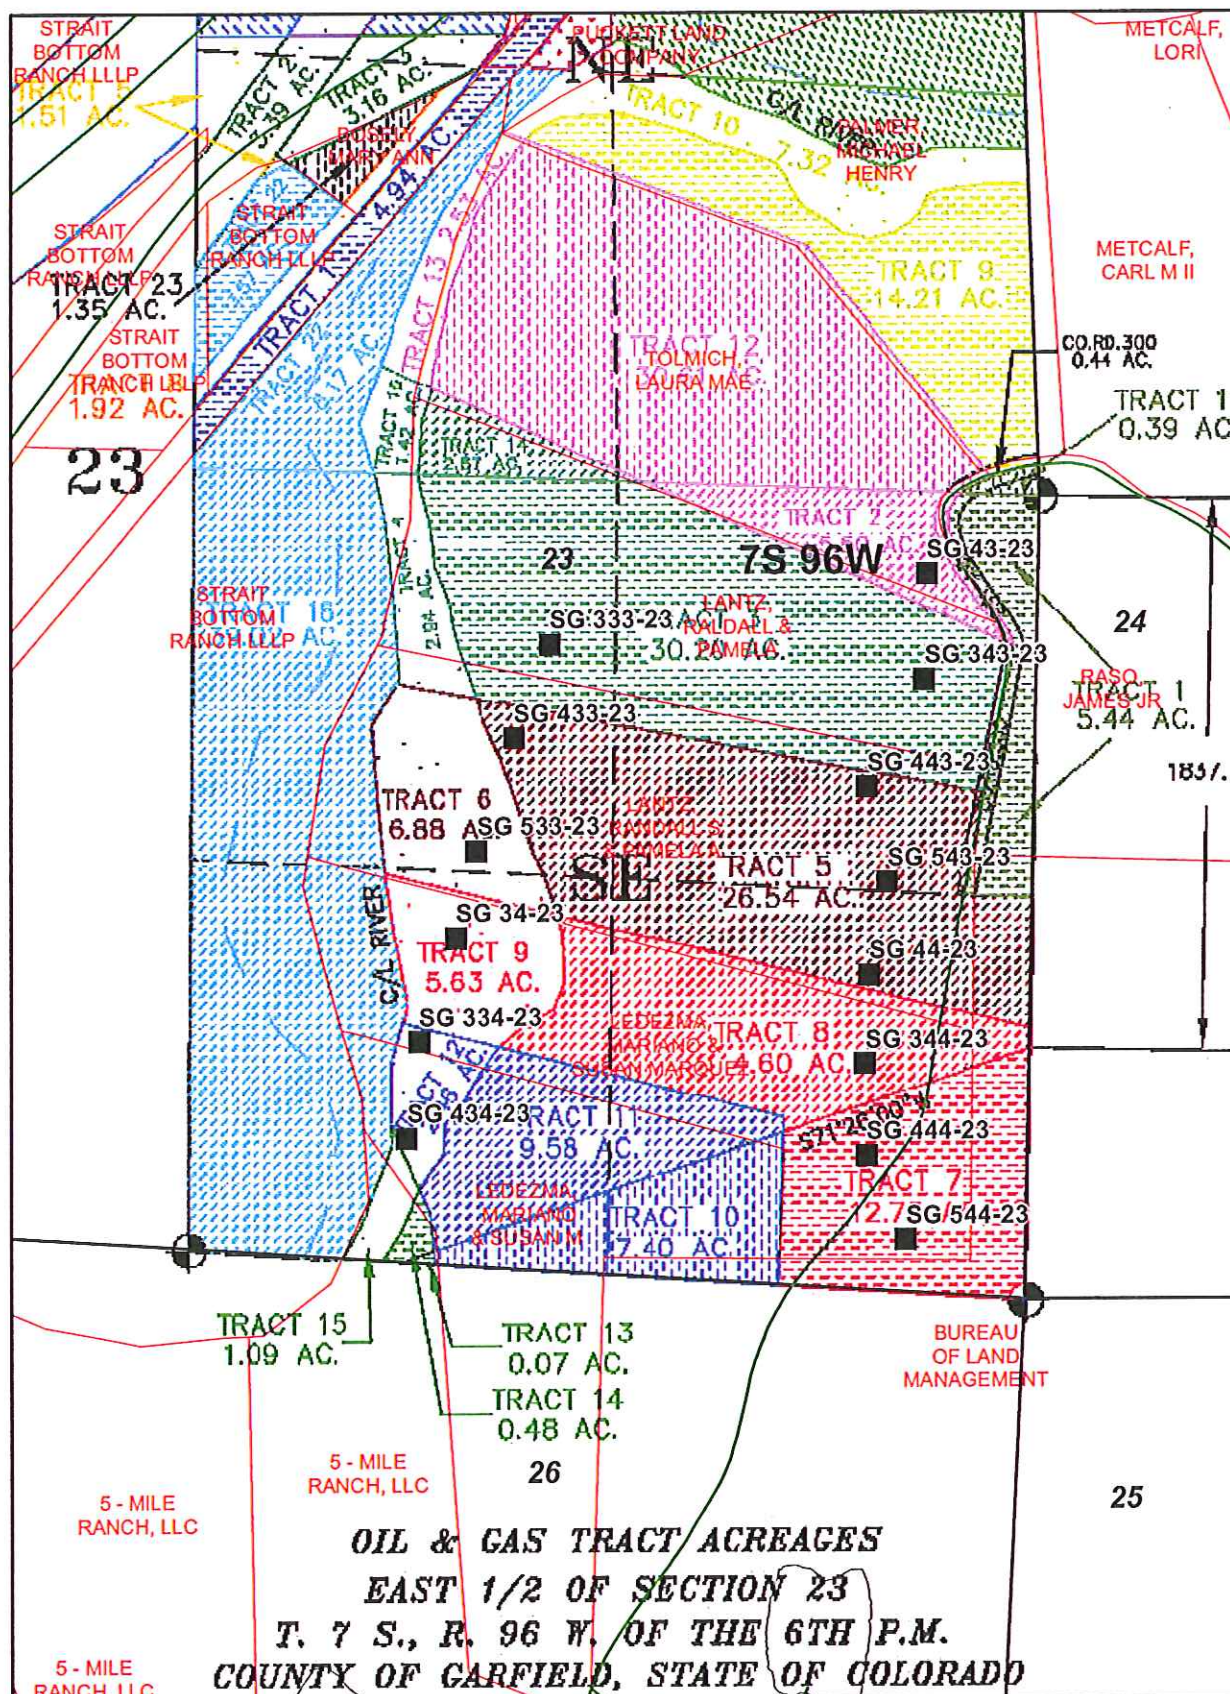 STRAIT
BOTTOM
RANCH LLLP
TRACT 5
1.51 AC.
TRACT 2
TRACT 3
3.16 AC.
PUCKETT LAND
COMPANY
NE
METCALF,
LORI
BOSELY
MARY ANN
4.94 AC.
TRACT 1
TRACT 10 - 7.32 AC.
C/L RIVER
PALMER,
MICHAEL
HENRY
STRAIT
BOTTOM
RANCH LLLP
STRAIT
BOTTOM
RANCH LLLP
TRACT 23
1.35 AC.
TRACT 13
TRACT 9
14.21 AC.
METCALF,
CARL M II
STRAIT
BOTTOM
RANCH LLLP
1.92 AC.
TRACT 22
TRACT 12
TOLMICH,
LAURA MAE
CO.RD.300
0.44 AC.
TRACT 1
0.39 AC
23
TRACT 14
TRACT 2
23
7S 96W
SG 43-23
TRACT 4
2.94 AC.
STRAIT
BOTTOM
RANCH LLLP
TRACT 16
SG 333-23
LANTZ,
RALDALL &
PAMELA
SG 343-23
24
RASO,
JAMES JR
TRACT 1
5.44 AC.
SG 433-23
SG 443-23
1837.
TRACT 6
6.88 A
SG 533-23
LANTZ,
RANDALL S
& PAMELA A
SG 543-23
SE
TRACT 5
26.54 AC.
C/L RIVER
SG 34-23
TRACT 9
5.63 AC.
SG 44-23
SG 334-23
LEDEZMA,
MARIANO &
SUSAN MARQUEZ
TRACT 8
4.60 AC.
SG 344-23
TRACT 12
SG 434-23
TRACT 11
9.58 AC.
S71°26'00"W
SG 444-23
TRACT 7
12.7
SG 544-23
LEDEZMA,
MARIANO
& SUSAN M
TRACT 10
7.40 AC.
TRACT 15
1.09 AC.
TRACT 13
0.07 AC.
TRACT 14
0.48 AC.
BUREAU
OF LAND
MANAGEMENT
5 - MILE
RANCH, LLC
5 - MILE
RANCH, LLC
26
25
OIL & GAS TRACT ACREAGES
EAST 1/2 OF SECTION 23
T. 7 S., R. 96 W. OF THE 6TH P.M.
COUNTY OF GARFIELD, STATE OF COLORADO
5 - MILE
RANCH, LLC